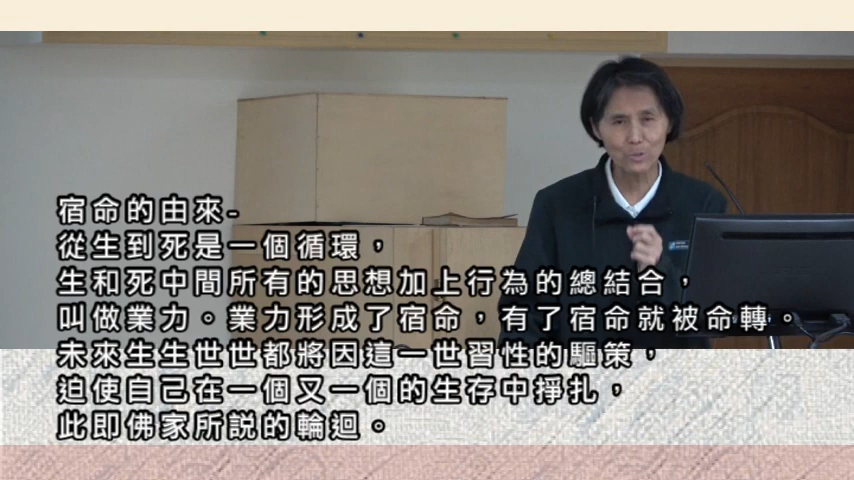 宿命的由來-
從生到死是一個循環，
生和死中間所有的思想加上行為的總結合，
叫做業力。業力形成了宿命，有了宿命就被命轉。
未來生生世世都將因這一世習性的驅策，
迫使自己在一個又一個的生存中掙扎，
此即佛家所說的輪迴。